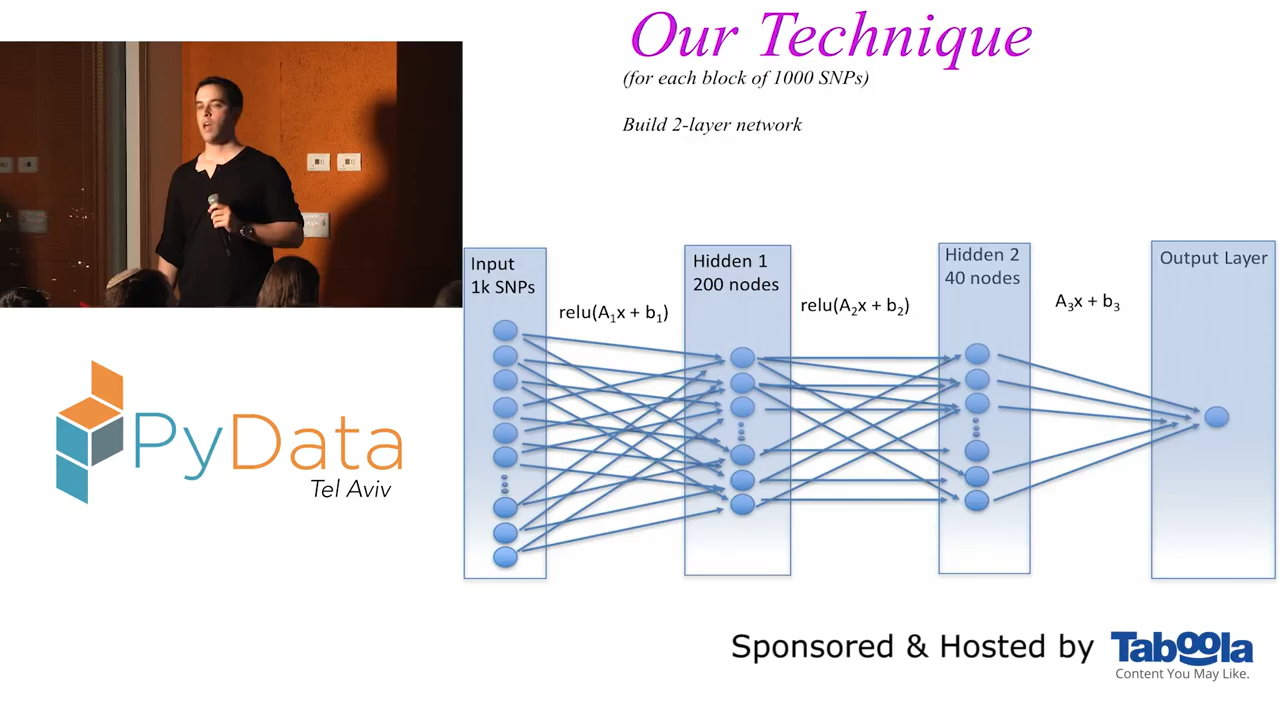 Our Technique
(for each block of 1000 SNPs)
Build 2-layer network
Input
1k SNPs
relu(A₁x + b₁)
Hidden 1
200 nodes
relu(A₂x + b₂)
Hidden 2
40 nodes
A₃x + b₃
Output Layer
PyData
Tel Aviv
Sponsored & Hosted by
Taboola
Content You May Like.